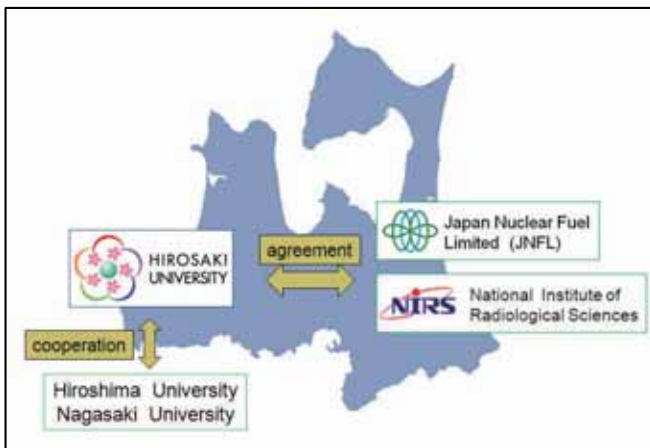 HIROSAKI
UNIVERSITY
agreement
Japan Nuclear Fuel
Limited (JNFL)
NIRS
National Institute of
Radiological Sciences
cooperation
Hiroshima University
Nagasaki University